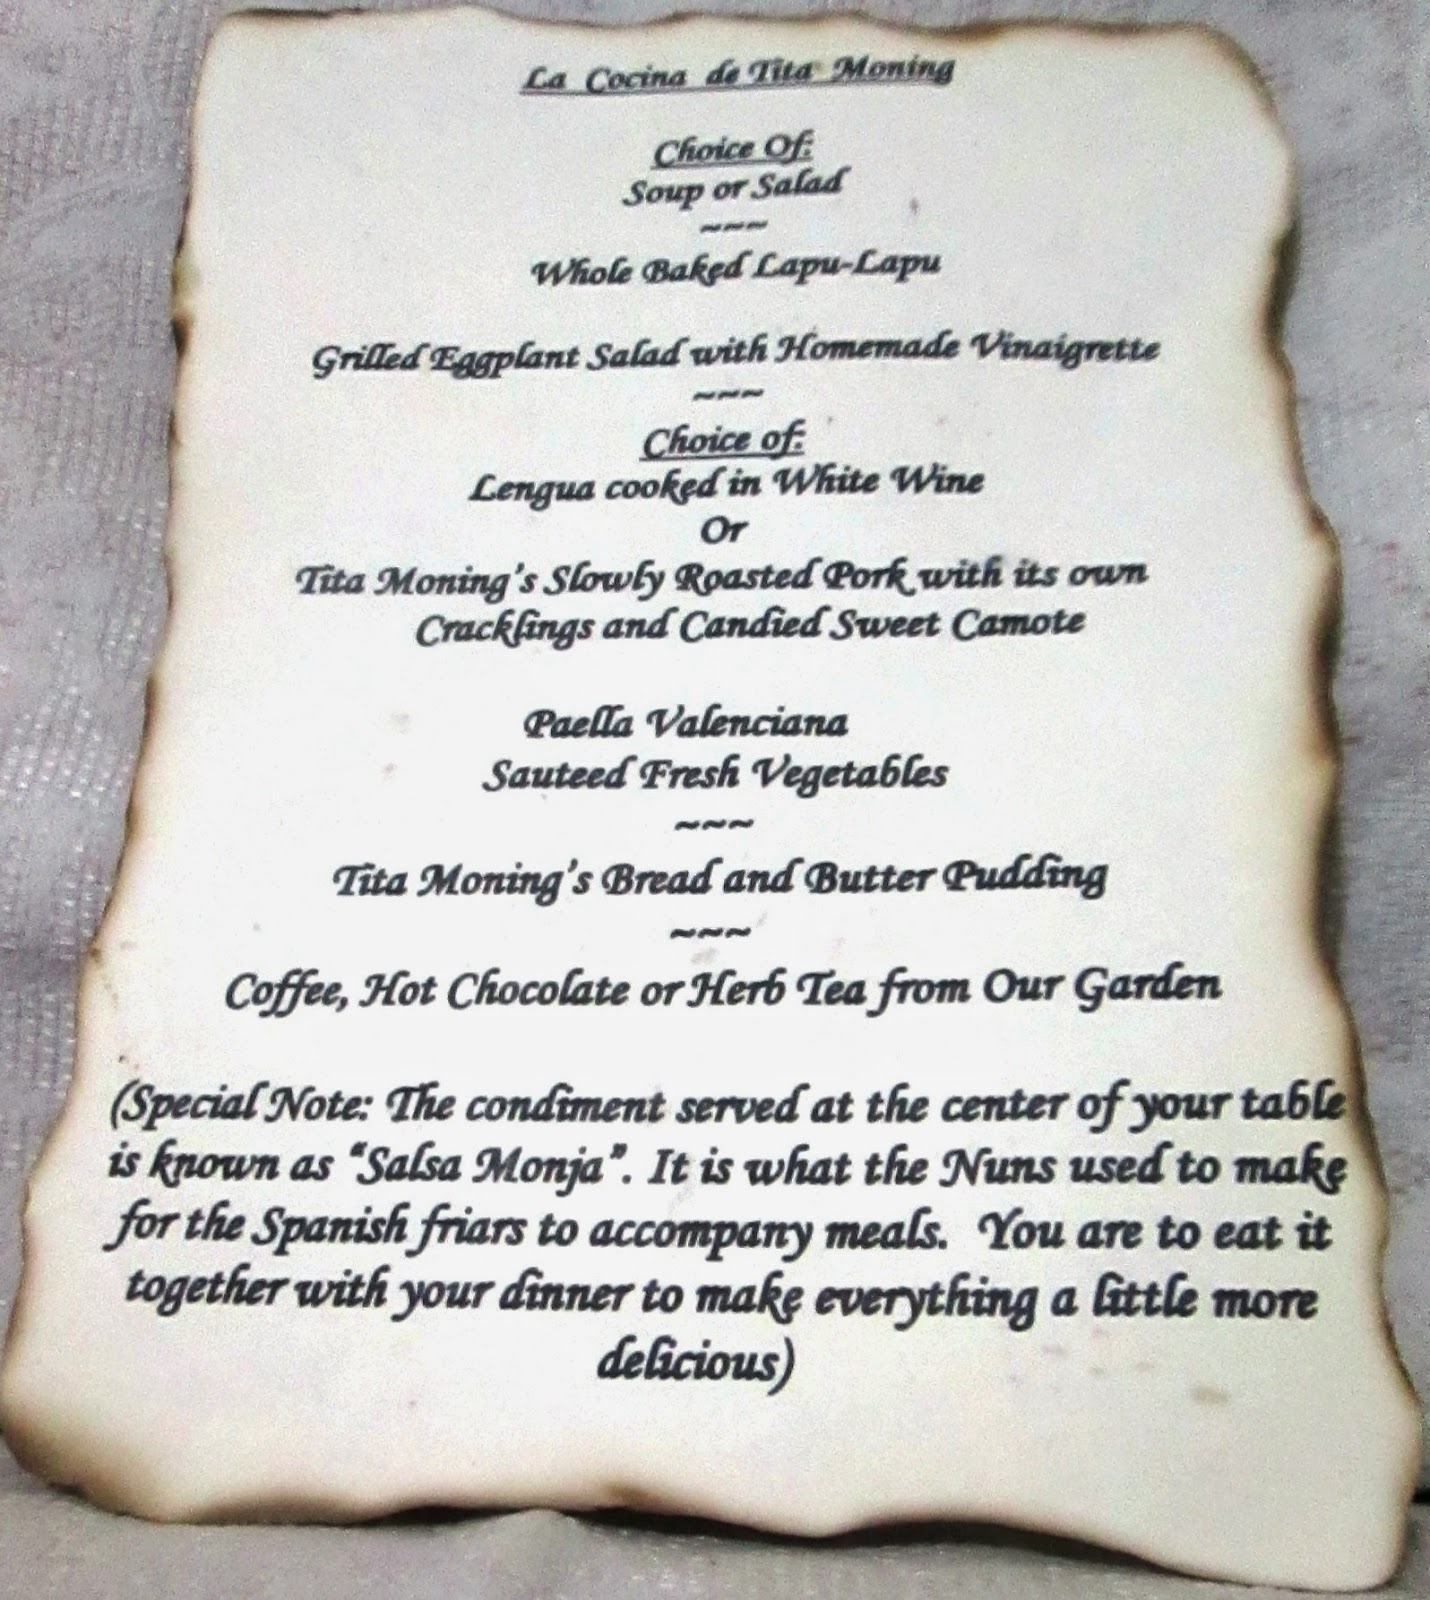 La Cocina de Tita Moning
Choice Of:
Soup or Salad
~~~
Whole Baked Lapu-Lapu
Grilled Eggplant Salad with Homemade Vinaigrette
~~~
Choice of:
Lengua cooked in White Wine
Or
Tita Moning's Slowly Roasted Pork with its own
Cracklings and Candied Sweet Camote
Paella Valenciana
Sauteed Fresh Vegetables
~~~
Tita Moning's Bread and Butter Pudding
~~~
Coffee, Hot Chocolate or Herb Tea from Our Garden
(Special Note: The condiment served at the center of your table
is known as "Salsa Monja". It is what the Nuns used to make
for the Spanish friars to accompany meals. You are to eat it
together with your dinner to make everything a little more
delicious)